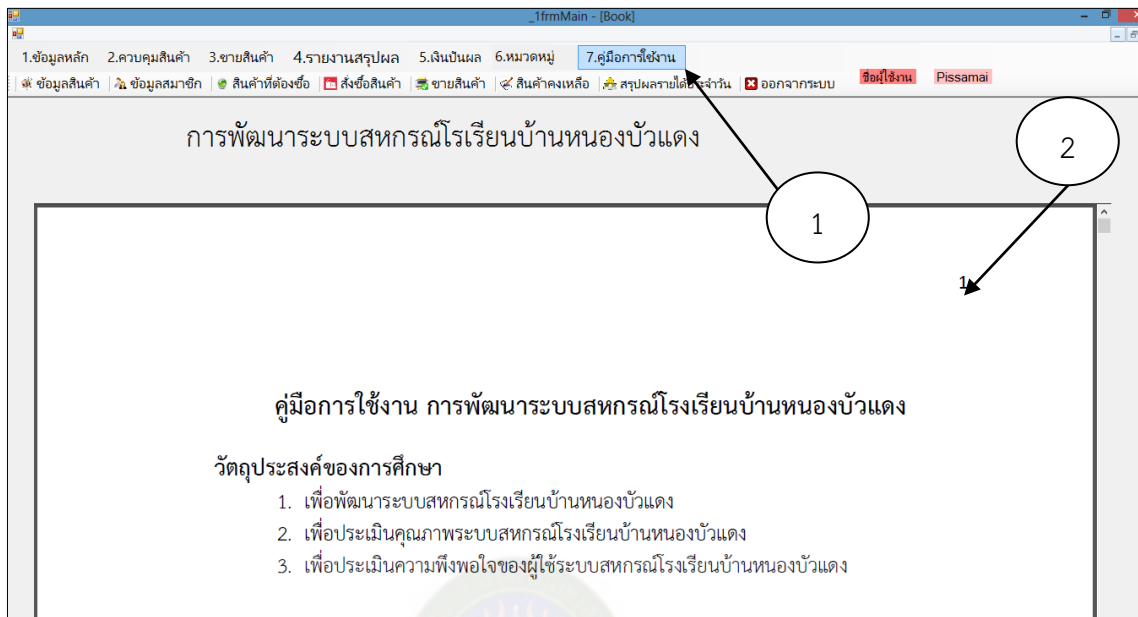 _1frmMain - [Book]
1.ข้อมูลหลัก 2.ควบคุมสินค้า 3.ขายสินค้า 4.รายงานสรุปผล 5.เงินปันผล 6.หมวดหมู่ 7.คู่มือการใช้งาน
ข้อมูลสินค้า ข้อมูลสมาชิก สินค้าที่ต้องซื้อ สั่งซื้อสินค้า ขายสินค้า สินค้าคงเหลือ สรุปผลรายได้ประจำวัน ออกจากระบบ ชื่อผู้ใช้งาน Pissamai
การพัฒนาระบบสหกรณ์โรเรียนบ้านหนองบัวแดง
2
1
1
คู่มือการใช้งาน การพัฒนาระบบสหกรณ์โรงเรียนบ้านหนองบัวแดง
วัตถุประสงค์ของการศึกษา
1. เพื่อพัฒนาระบบสหกรณ์โรงเรียนบ้านหนองบัวแดง
2. เพื่อประเมินคุณภาพระบบสหกรณ์โรงเรียนบ้านหนองบัวแดง
3. เพื่อประเมินความพึงพอใจของผู้ใช้ระบบสหกรณ์โรงเรียนบ้านหนองบัวแดง